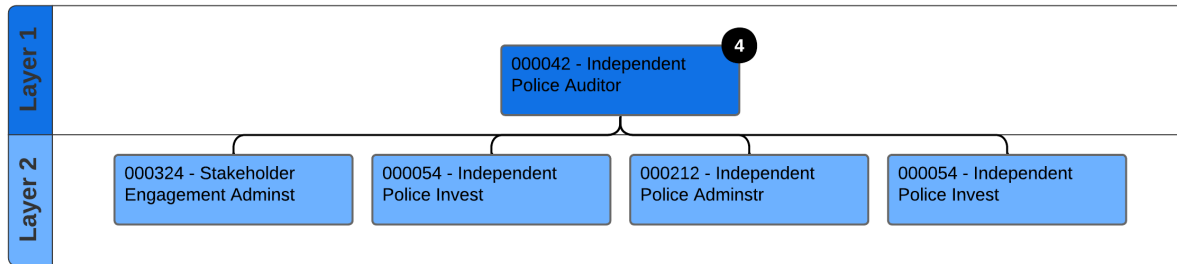 Layer 1
4
000042 - Independent
Police Auditor
Layer 2
000324 - Stakeholder
Engagement Adminst
000054 - Independent
Police Invest
000212 - Independent
Police Adminstr
000054 - Independent
Police Invest